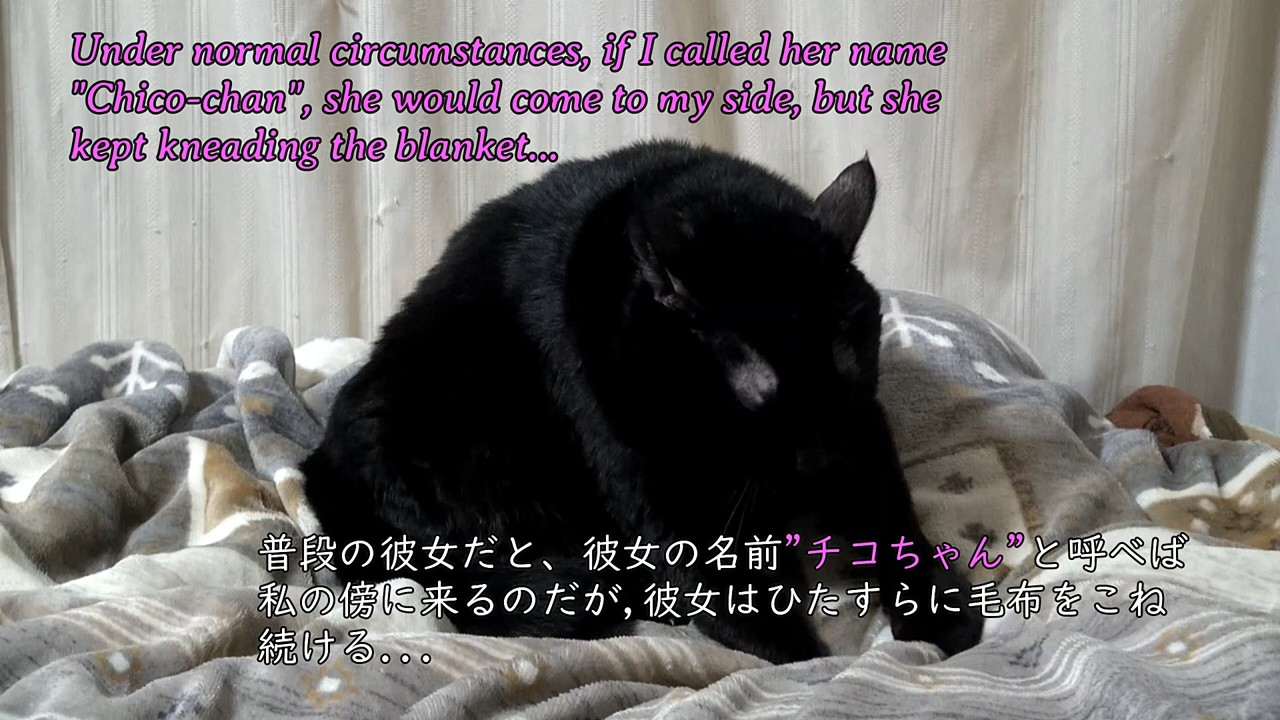 Under normal circumstances, if I called her name
"Chico-chan", she would come to my side, but she
kept kneading the blanket...
普段の彼女だと、彼女の名前”チコちゃん”と呼べば
私の傍に来るのだが,彼女はひたすらに毛布をこね
続ける...